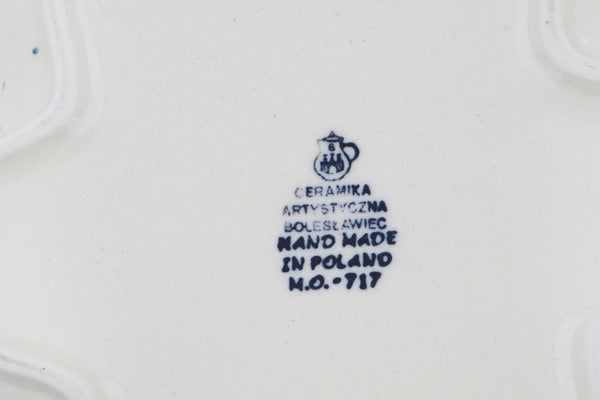 B
CERAMIKA
ARTYSTYCZNA
BOLESŁAWIEC
HAND MADE
IN POLAND
M.O.-717